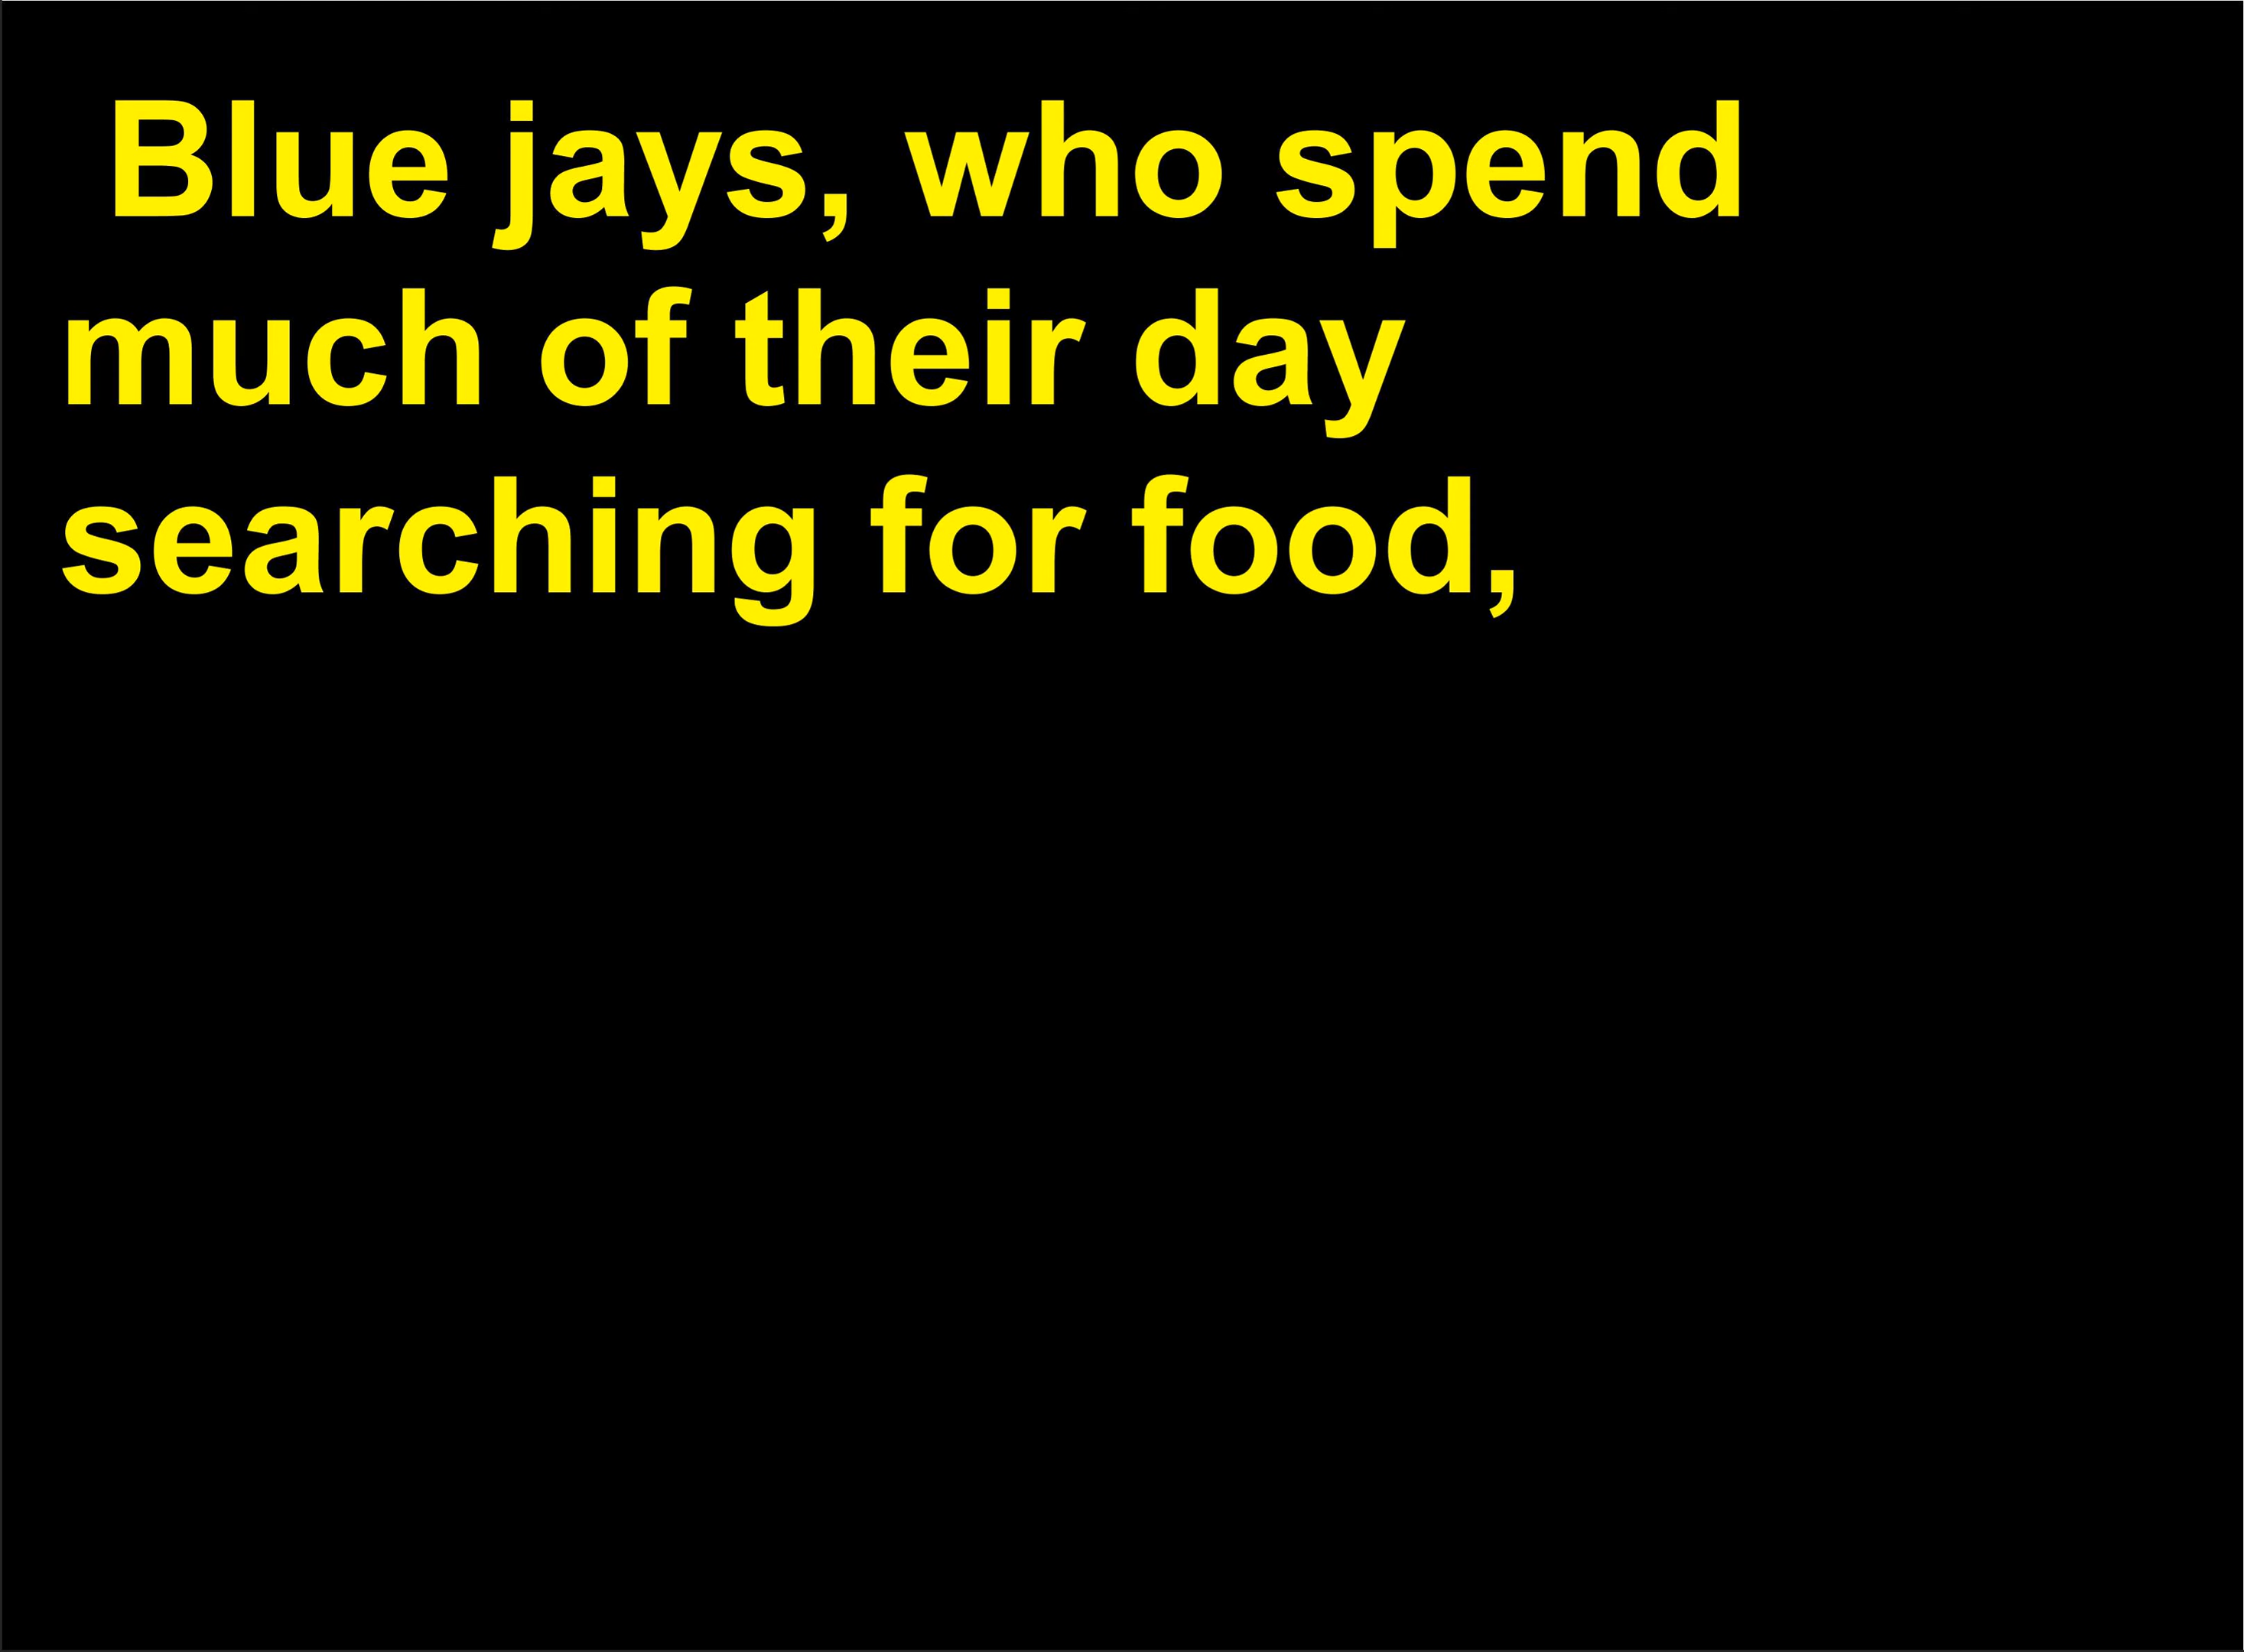 Blue jays, who spend
much of their day
searching for food,